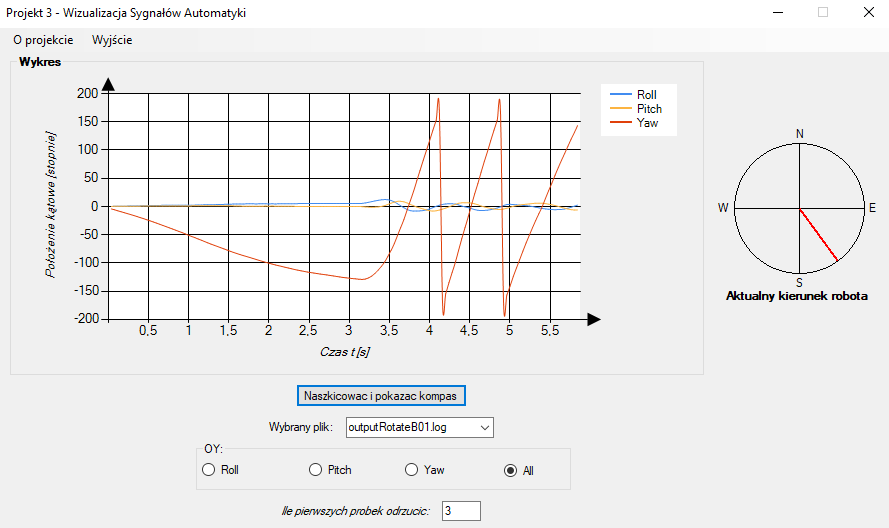 Projekt 3 - Wizualizacja Sygnałów Automatyki
O projekcie Wyjście
Wykres
Położenie kątowe [stopnie]
200
150
100
50
0
-50
-100
-150
-200
0,5 1 1,5 2 2,5 3 3,5 4 4,5 5 5,5
Czas t [s]
Roll
Pitch
Yaw
N
W E
S
Aktualny kierunek robota
Naszkicowac i pokazac kompas
Wybrany plik: outputRotateB01.log
OY:
Roll Pitch Yaw All
Ile pierwszych probek odrzucic: 3